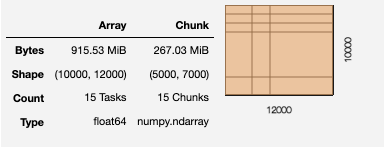 Array Chunk
Bytes 915.53 MiB 267.03 MiB
Shape (10000, 12000) (5000, 7000)
Count 15 Tasks 15 Chunks
Type float64 numpy.ndarray
10000
12000